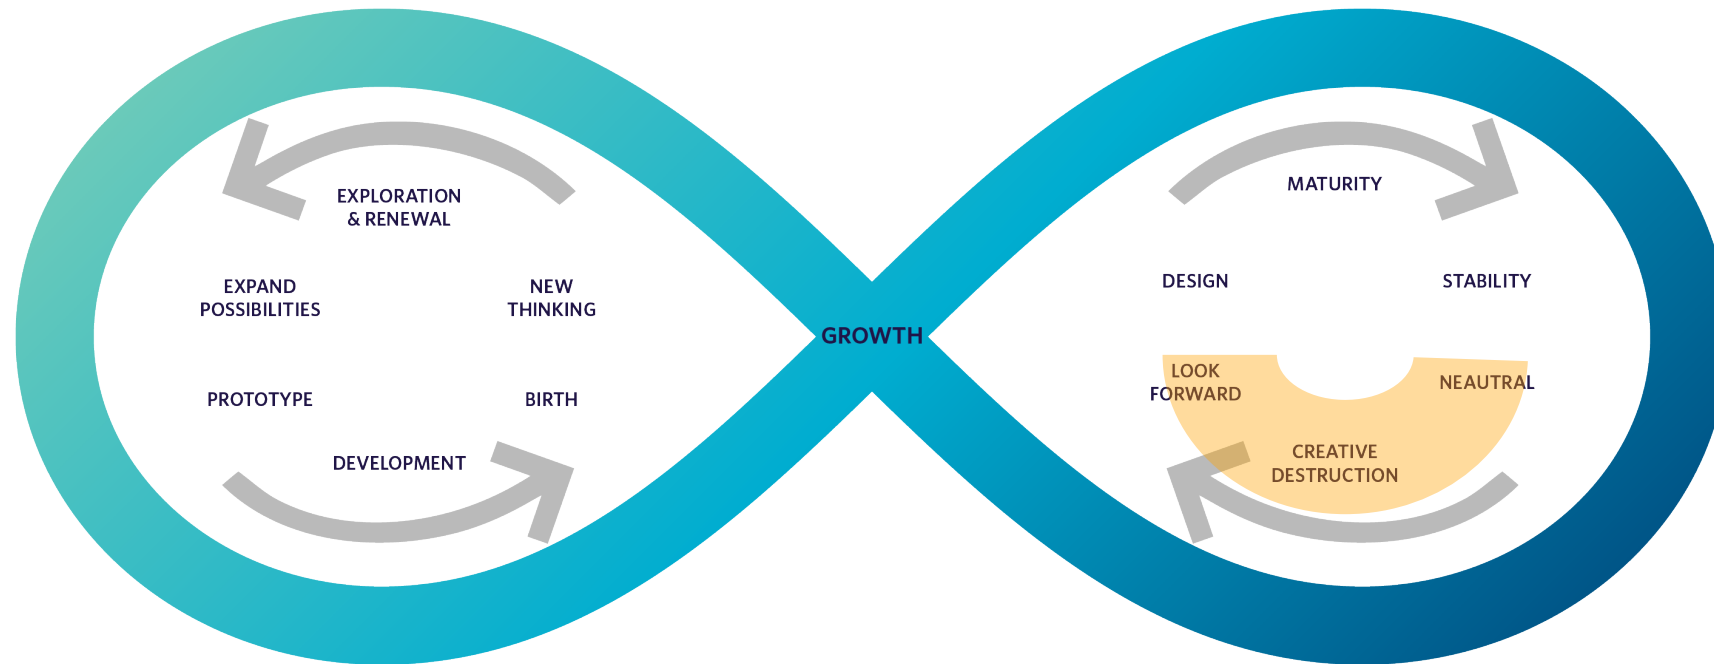 EXPLORATION
& RENEWAL
EXPAND
POSSIBILITIES
NEW
THINKING
PROTOTYPE
BIRTH
DEVELOPMENT
GROWTH
MATURITY
DESIGN
STABILITY
LOOK
FORWARD
NEAUTRAL
CREATIVE
DESTRUCTION